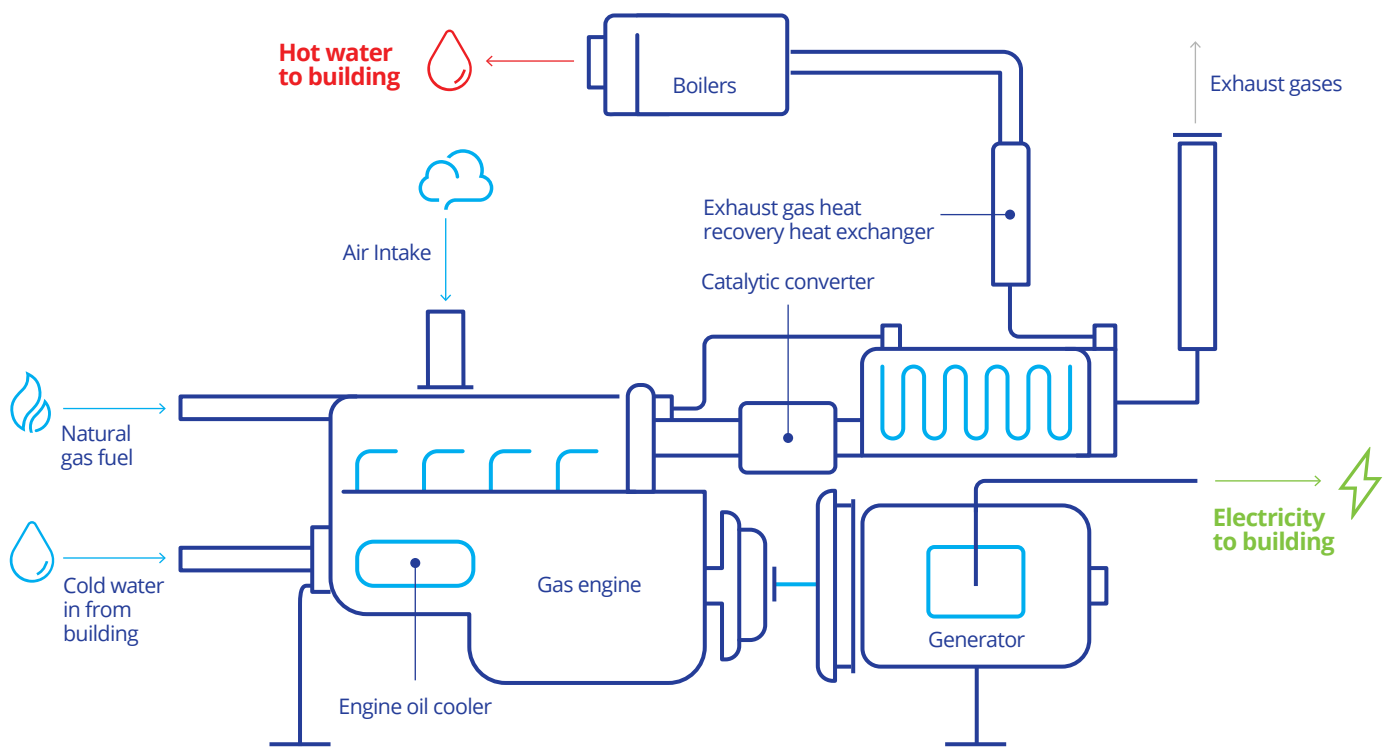 Hot water
to building
Boilers
Exhaust gases
Air Intake
Exhaust gas heat
recovery heat exchanger
Catalytic converter
Natural
gas fuel
Electricity
to building
Cold water
in from
building
Gas engine
Generator
Engine oil cooler